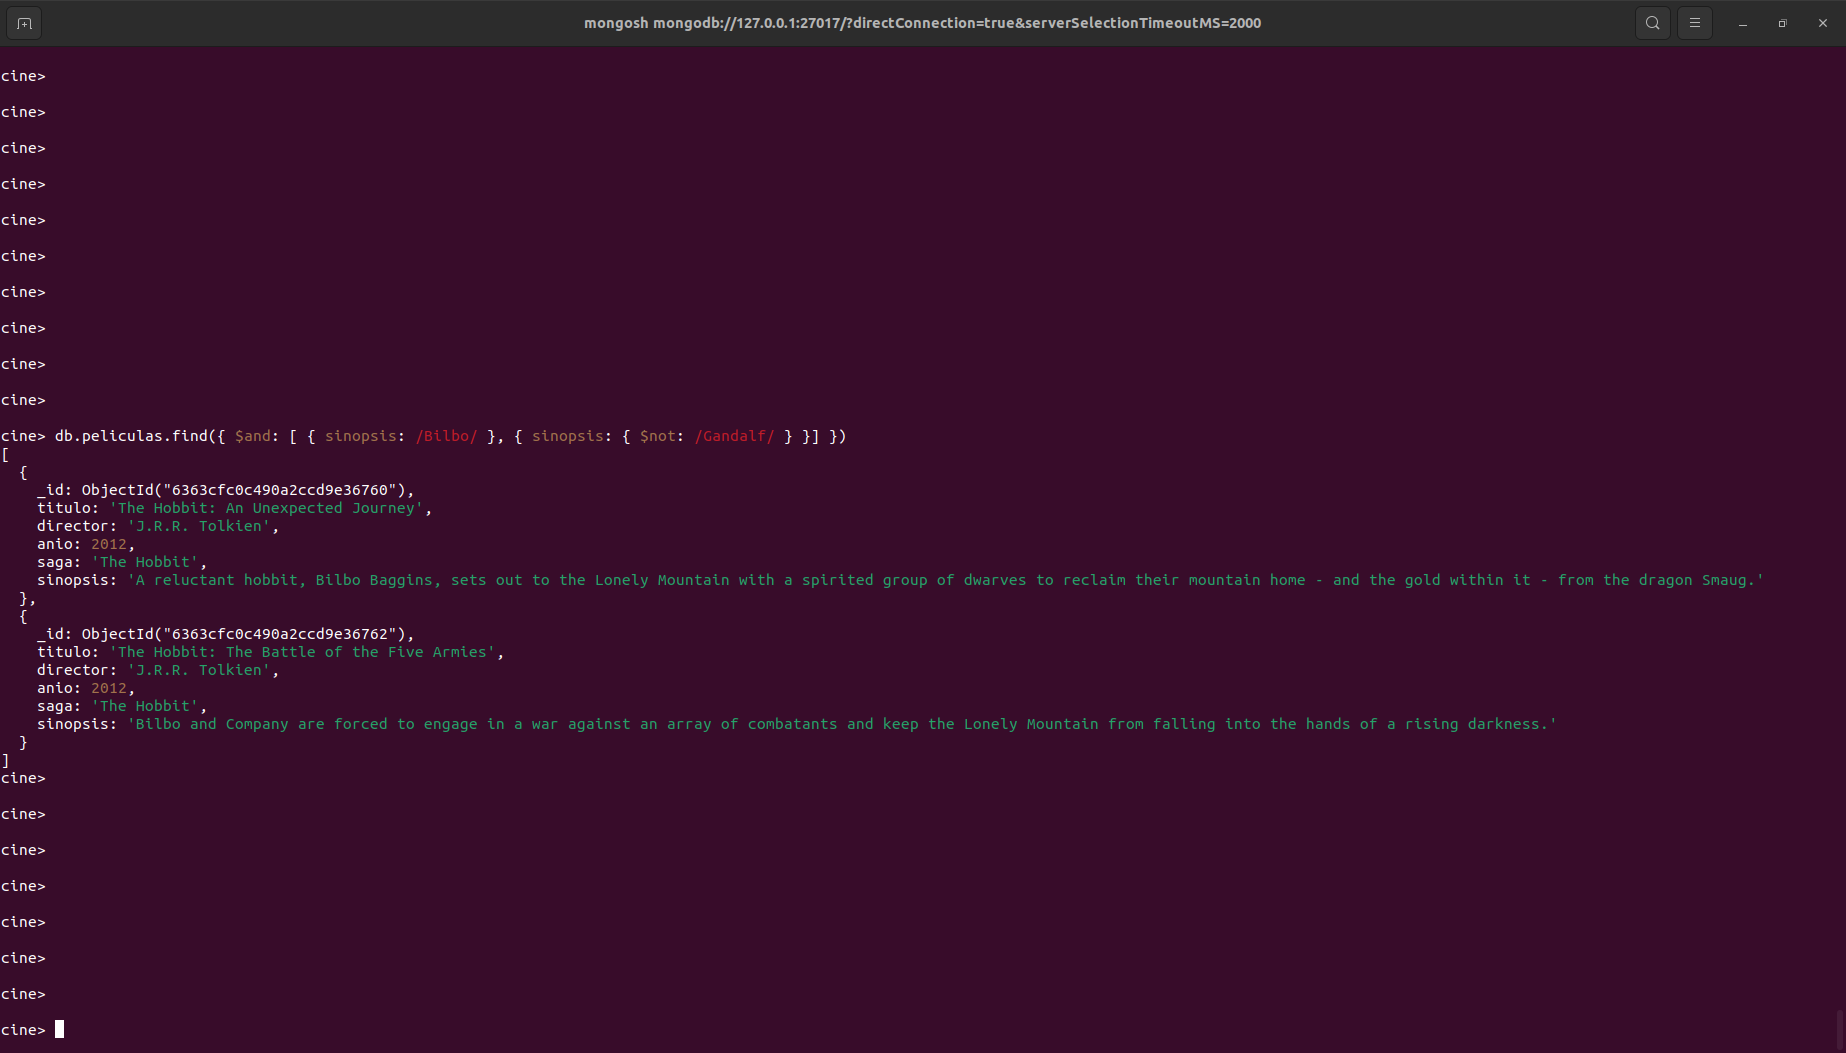 mongosh mongodb://127.0.0.1:27017/?directConnection=true&serverSelectionTimeoutMS=2000
cine>
cine>
cine>
cine>
cine>
cine>
cine>
cine>
cine>
cine>
cine> db.peliculas.find({ $and: [ { sinopsis: /Bilbo/ }, { sinopsis: { $not: /Gandalf/ } }] })
[
  {
    _id: ObjectId("6363cfc0c490a2ccd9e36760"),
    titulo: 'The Hobbit: An Unexpected Journey',
    director: 'J.R.R. Tolkien',
    anio: 2012,
    saga: 'The Hobbit',
    sinopsis: 'A reluctant hobbit, Bilbo Baggins, sets out to the Lonely Mountain with a spirited group of dwarves to reclaim their mountain home - and the gold within it - from the dragon Smaug.'
  },
  {
    _id: ObjectId("6363cfc0c490a2ccd9e36762"),
    titulo: 'The Hobbit: The Battle of the Five Armies',
    director: 'J.R.R. Tolkien',
    anio: 2012,
    saga: 'The Hobbit',
    sinopsis: 'Bilbo and Company are forced to engage in a war against an array of combatants and keep the Lonely Mountain from falling into the hands of a rising darkness.'
  }
]
cine>
cine>
cine>
cine>
cine>
cine>
cine>
cine>